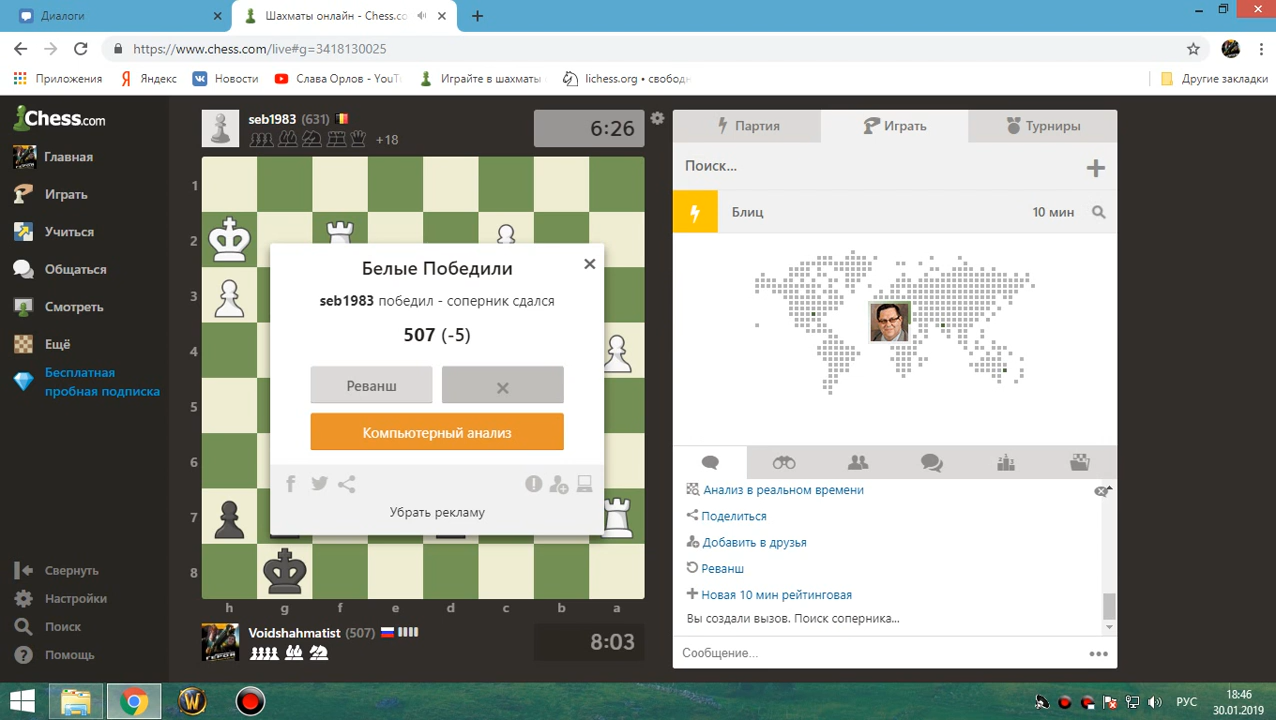 Диалоги
Шахматы онлайн - Chess.co
https://www.chess.com/live#g=3418130025
Приложения
Яндекс
Новости
Слава Орлов - YouT
Играйте в шахматы
lichess.org • свобод
Другие закладки
Chess.com
Главная
Играть
Учиться
Общаться
Смотреть
Ещё
Бесплатная
пробная подписка
Свернуть
Настройки
Поиск
Помощь
seb1983 (631)
+18
6:26
1
2
3
4
5
6
7
8
Белые Победили
seb1983 победил - соперник сдался
507 (-5)
Реванш
Компьютерный анализ
Убрать рекламу
h g f e d c b a
Voidshahmatist (507)
8:03
Партия
Играть
Турниры
Поиск...
Блиц
10 мин
Анализ в реальном времени
Поделиться
Добавить в друзья
Реванш
Новая 10 мин рейтинговая
Вы создали вызов. Поиск соперника...
Сообщение...
РУС
18:46
30.01.2019